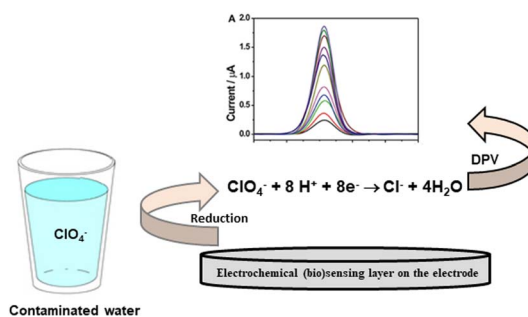 A
2.0
1.5
1.0
0.5
0.0
Current / µA
DPV
ClO₄⁻ + 8 H⁺ + 8e⁻ → Cl⁻ + 4H₂O
Reduction
ClO₄⁻
Electrochemical (bio)sensing layer on the electrode
Contaminated water